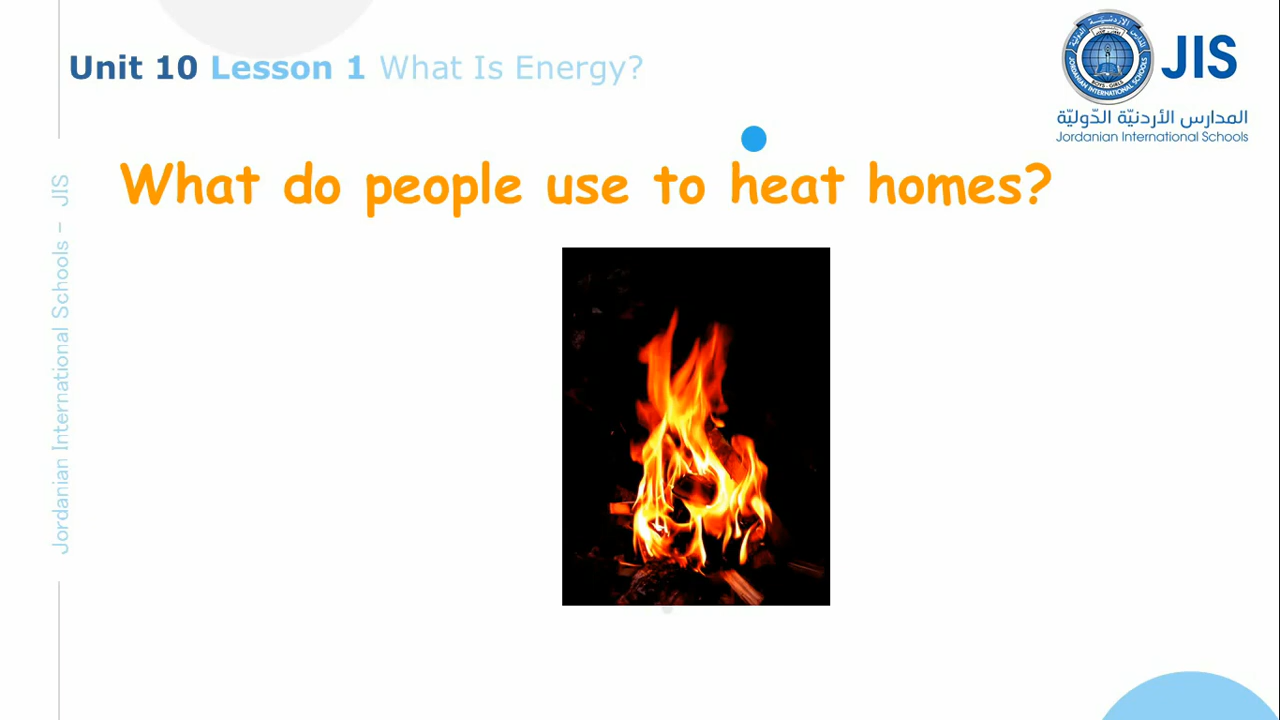 Unit 10 Lesson 1 What Is Energy?
JIS
المدارس الأردنيّة الدّوليّة
Jordanian International Schools
What do people use to heat homes?
Jordanian International Schools - JIS